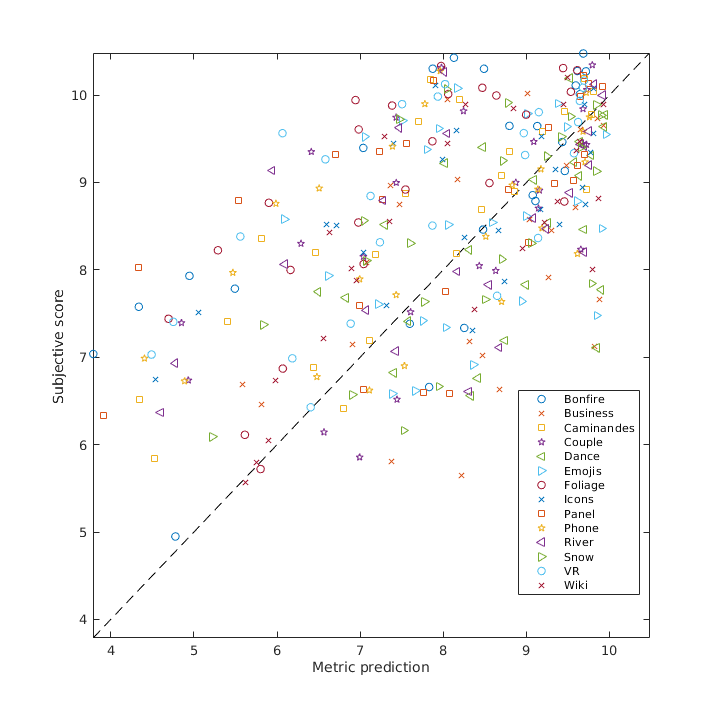 10
9
8
7
6
5
4
Subjective score
4
5
6
7
8
9
10
Metric prediction
Bonfire
Business
Caminandes
Couple
Dance
Emojis
Foliage
Icons
Panel
Phone
River
Snow
VR
Wiki